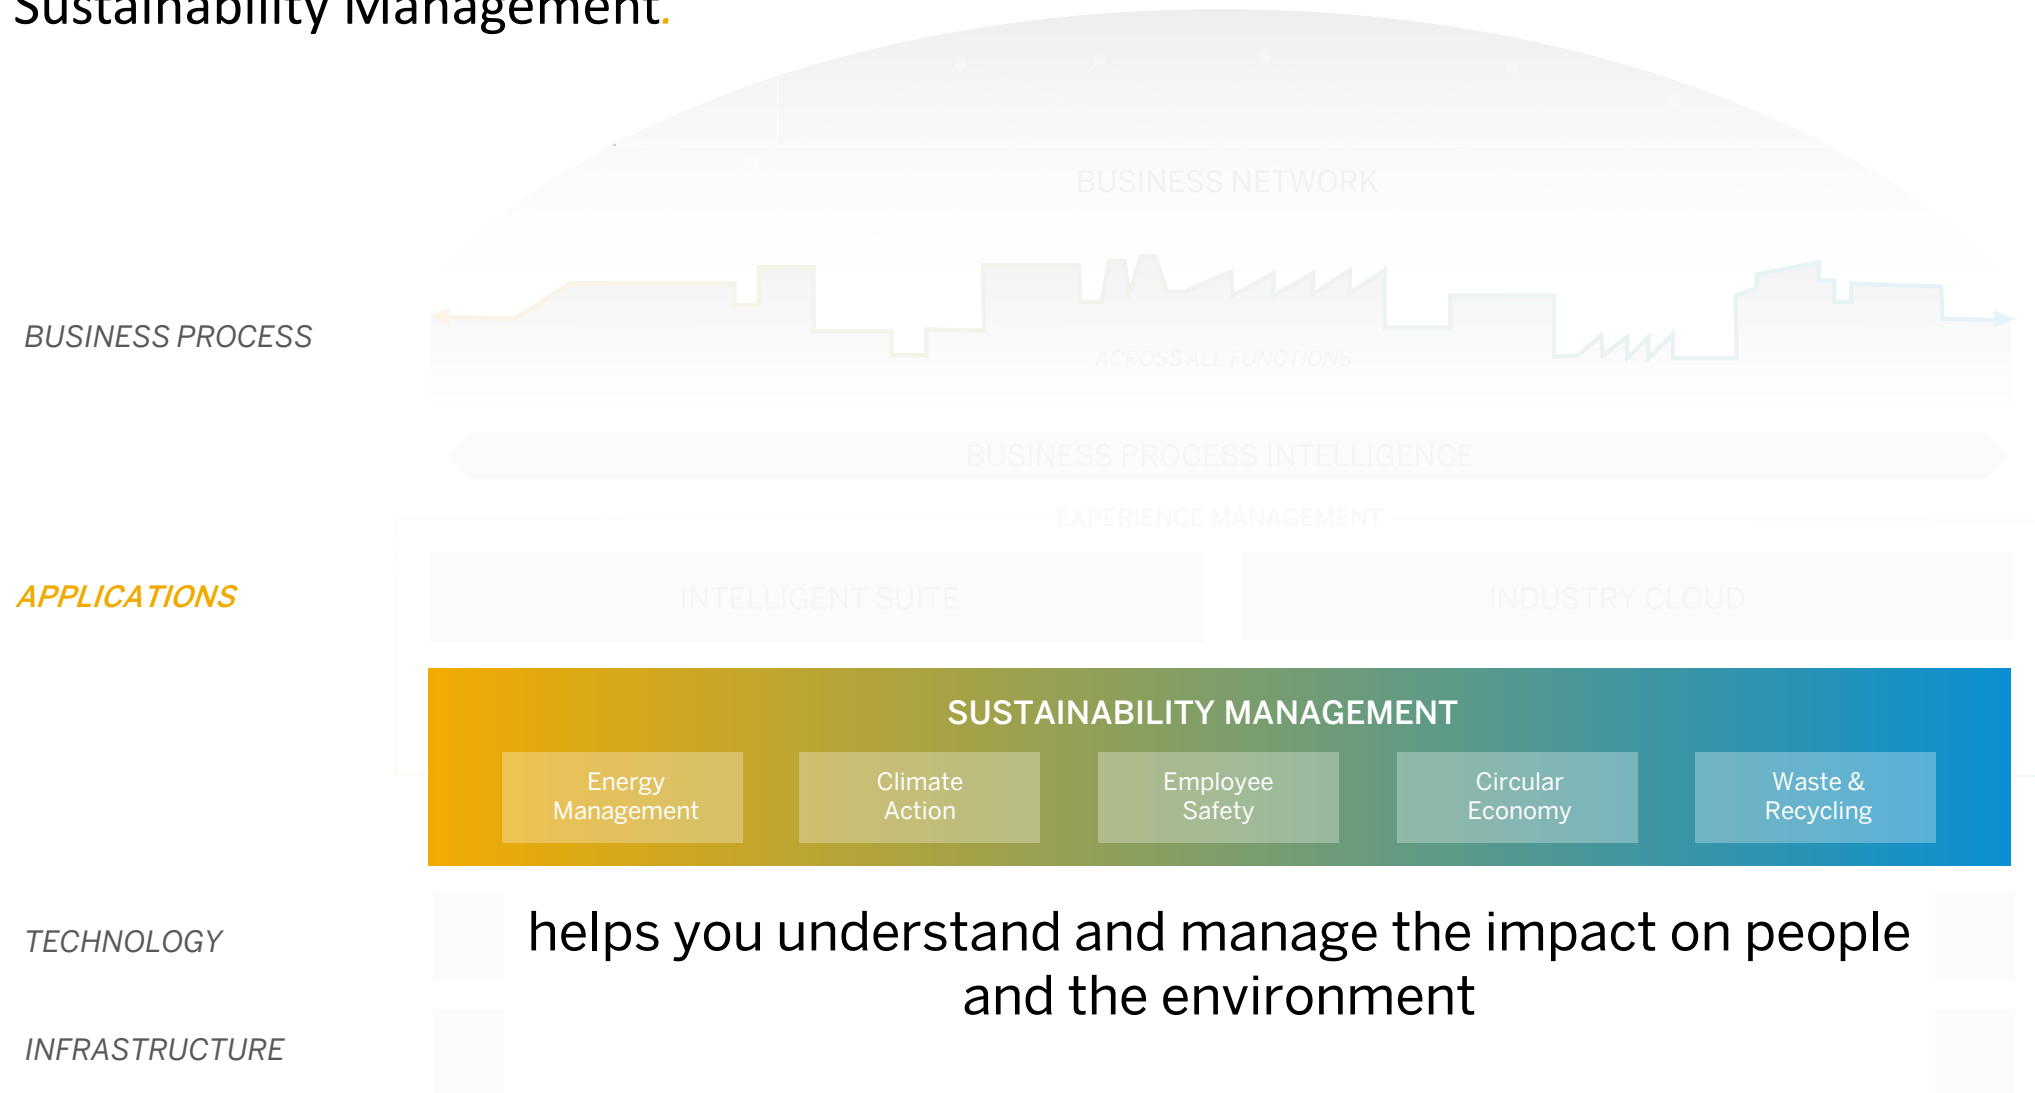 Sustainability Management.
BUSINESS NETWORK
BUSINESS PROCESS
ACROSS ALL FUNCTIONS
BUSINESS PROCESS INTELLIGENCE
EXPERIENCE MANAGEMENT
APPLICATIONS
INTELLIGENT SUITE
INDUSTRY CLOUD
SUSTAINABILITY MANAGEMENT
Energy
Management
Climate
Action
Employee
Safety
Circular
Economy
Waste &
Recycling
TECHNOLOGY
helps you understand and manage the impact on people
and the environment
INFRASTRUCTURE